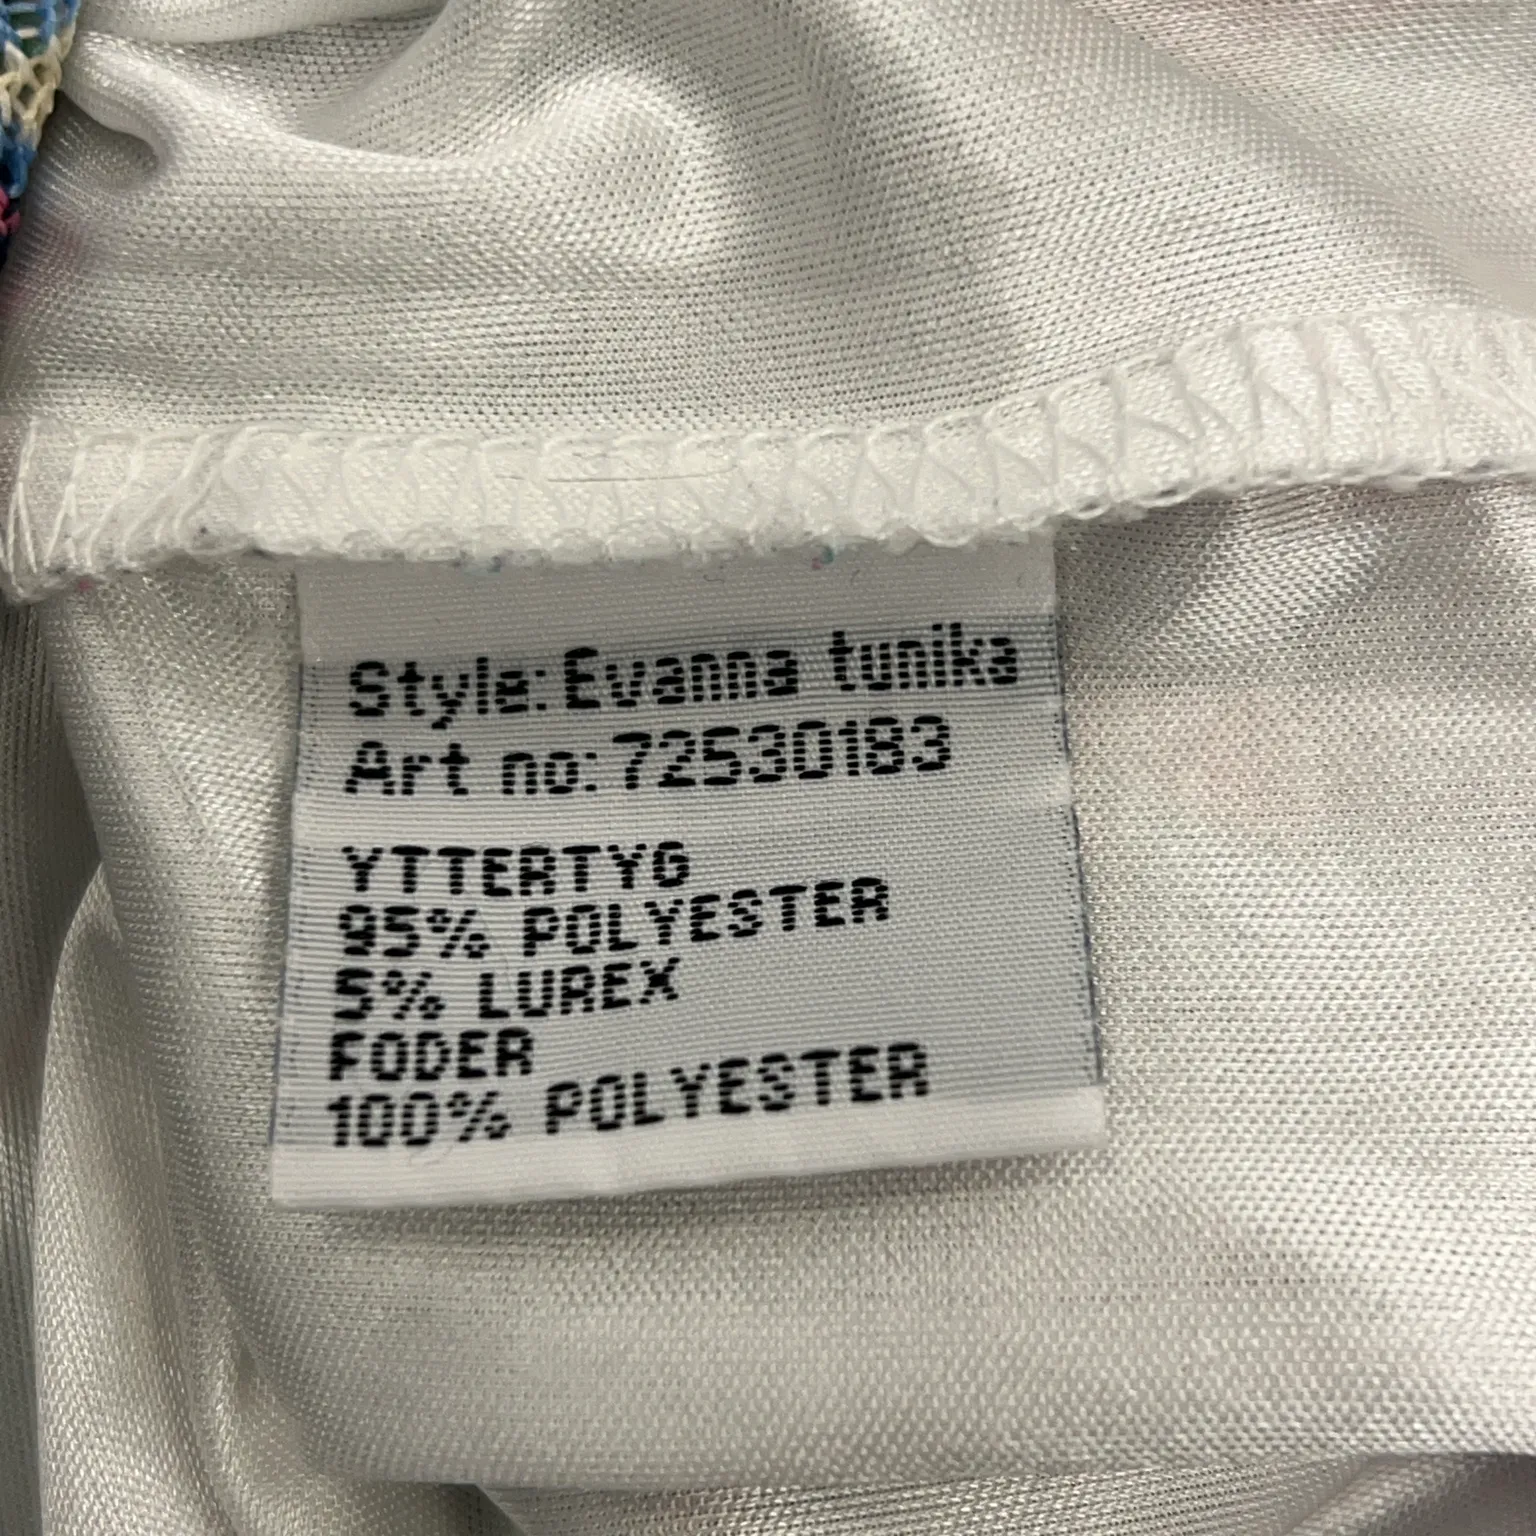 Style: Evanna tunika
Art no: 72530183
YTTERTYG
95% POLYESTER
5% LUREX
FODER
100% POLYESTER